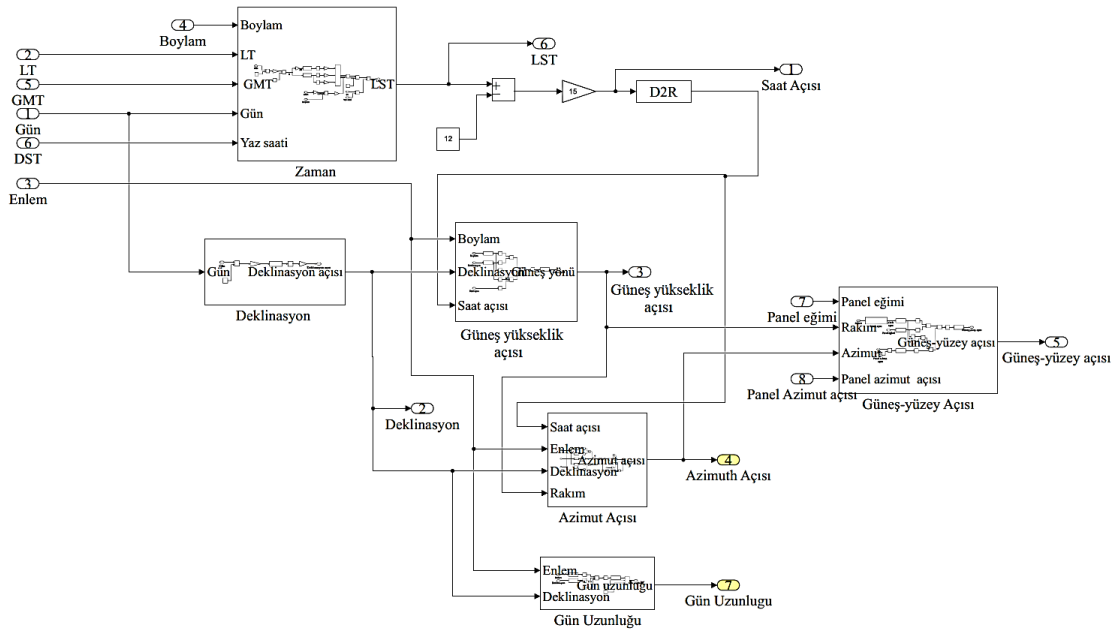 4
Boylam
Boylam
2
LT
LT
6
LST
5
GMT
GMT
LST
+
−
15
D2R
1
Saat Açısı
1
Gün
Gün
12
6
DST
Yaz saati
Zaman
3
Enlem
Boylam
Gün
Deklinasyon açısı
Deklinasyon
Güneş yönü
3
Güneş yükseklik
açısı
Saat açısı
Deklinasyon
Güneş yükseklik
açısı
7
Panel eğimi
Panel eğimi
Rakım
Güneş-yüzey açısı
5
Güneş-yüzey açısı
Azimut
8
Panel Azimut açısı
Panel azimut açısı
Güneş-yüzey Açısı
2
Deklinasyon
Saat açısı
Enlem
Azimut açısı
Deklinasyon
Rakım
4
Azimuth Açısı
Azimut Açısı
Enlem
Gün uzunluğu
Deklinasyon
7
Gün Uzunlugu
Gün Uzunluğu